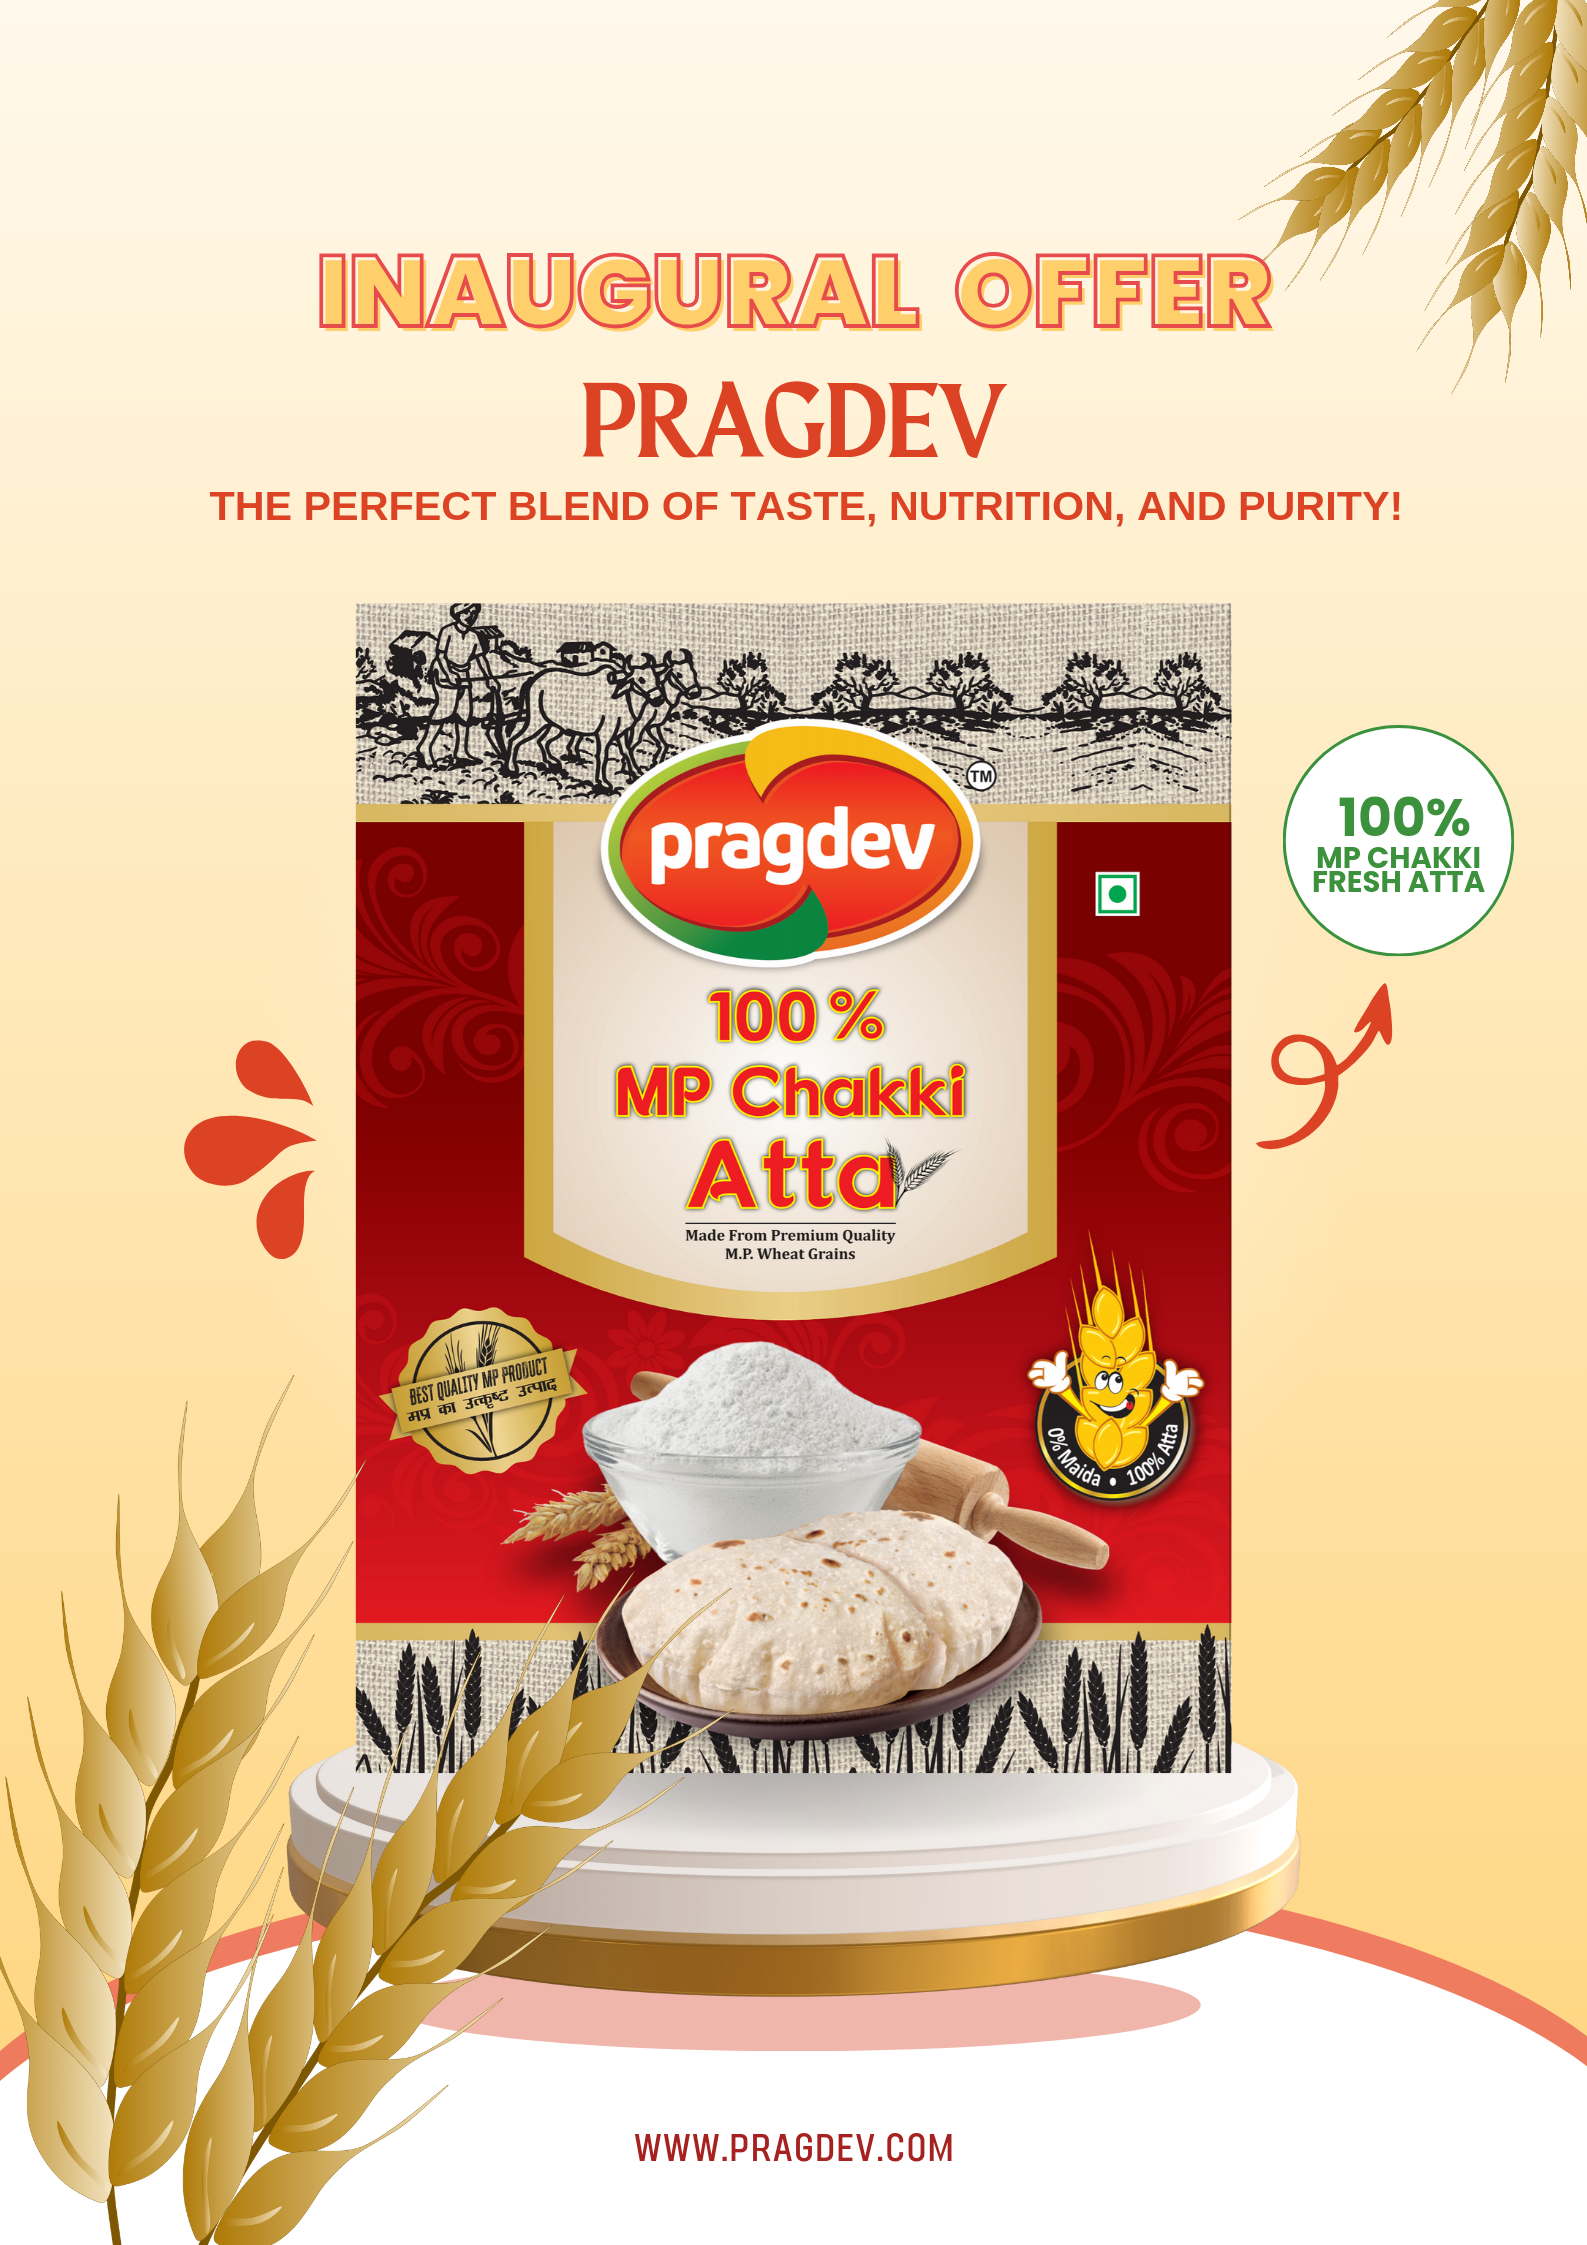 INAUGURAL OFFER
PRAGDEV
THE PERFECT BLEND OF TASTE, NUTRITION, AND PURITY!
pragdev
TM
100%
MP CHAKKI
FRESH ATTA
100 %
MP Chakki
Atta
Made From Premium Quality
M.P. Wheat Grains
BEST QUALITY MP PRODUCT
मप्र का उत्कृष्ट उत्पाद
0% Maida • 100% Atta
WWW.PRAGDEV.COM